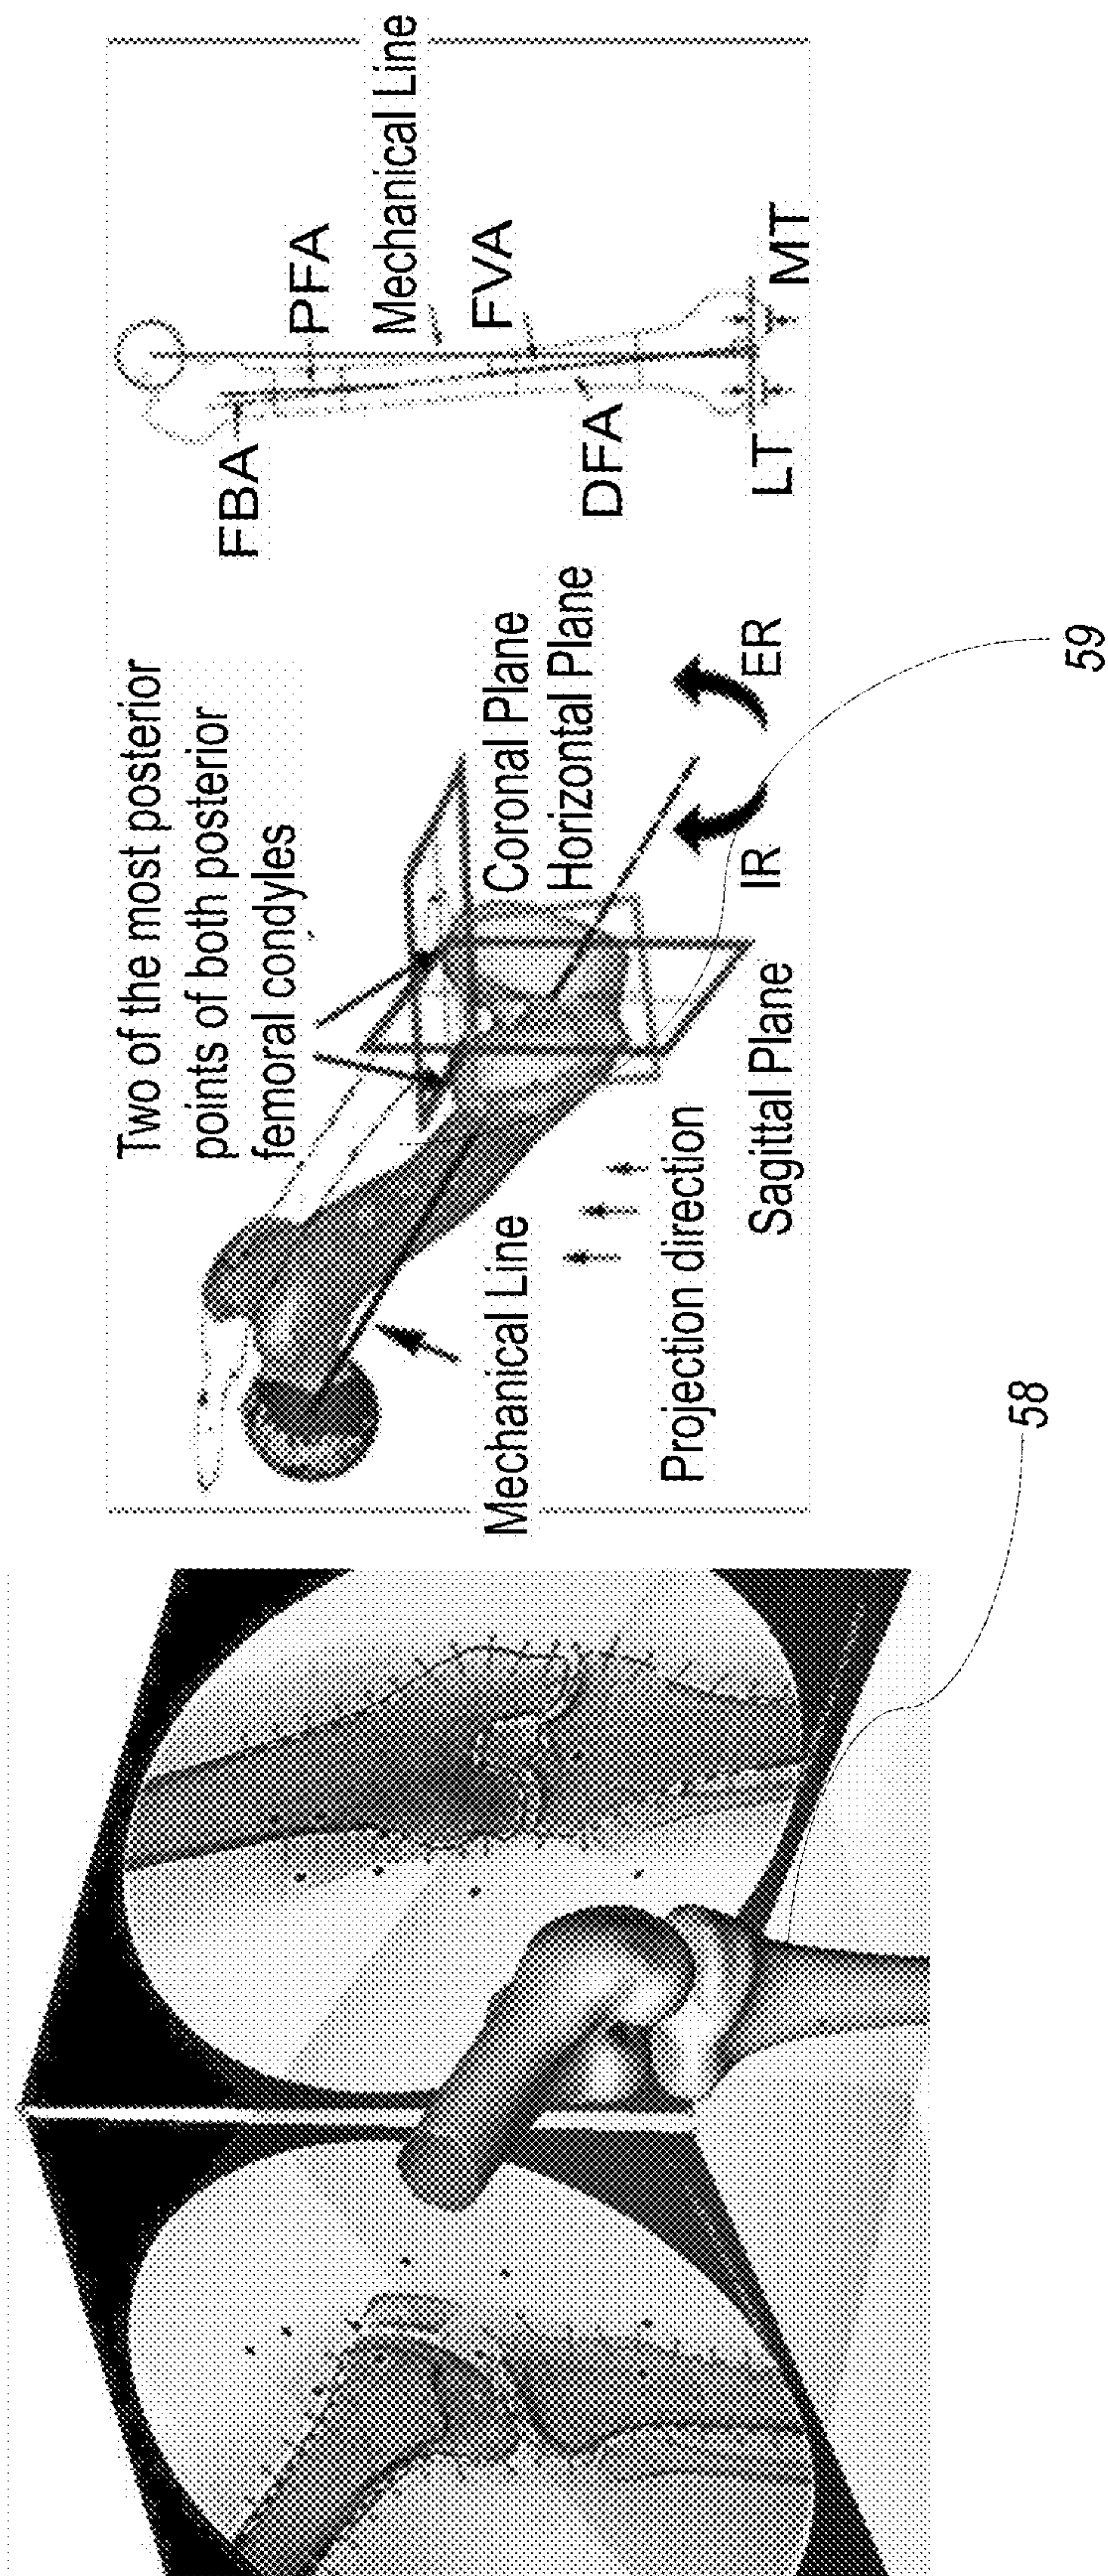 Two of the most posterior
points of both posterior
femoral condyles
Mechanical Line
Projection direction
Sagittal Plane
Coronal Plane
Horizontal Plane
IR
ER
FBA
PFA
Mechanical Line
FVA
DFA
LT
MT
58
59